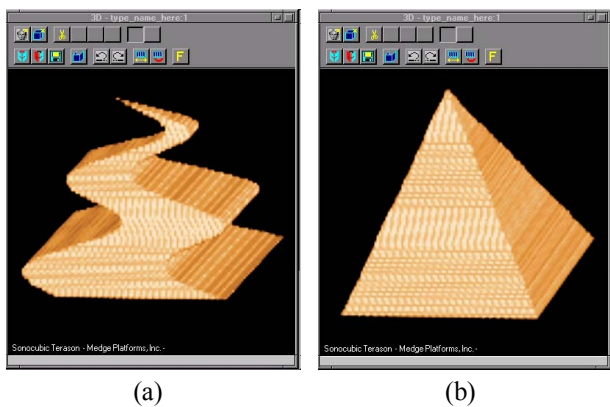 3D - type_name_here:1
3D - type_name_here:1
F
F
Sonocubic Terason - Medge Platforms, Inc. -
Sonocubic Terason - Medge Platforms, Inc. -
(a)
(b)